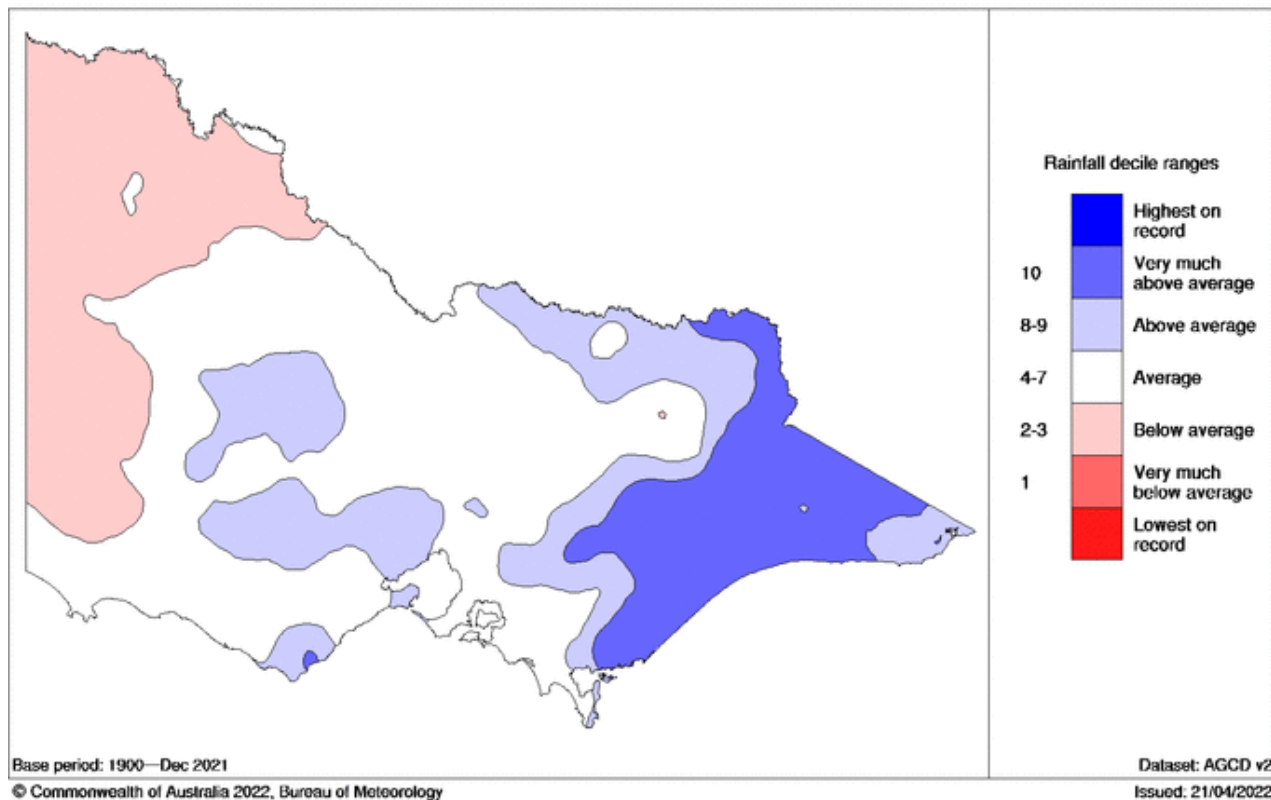 Rainfall decile ranges
Highest on
record
10
Very much
above average
8-9
Above average
4-7
Average
2-3
Below average
1
Very much
below average
Lowest on
record
Base period: 1900—Dec 2021
Dataset: AGCD v2
© Commonwealth of Australia 2022, Bureau of Meteorology
Issued: 21/04/2022